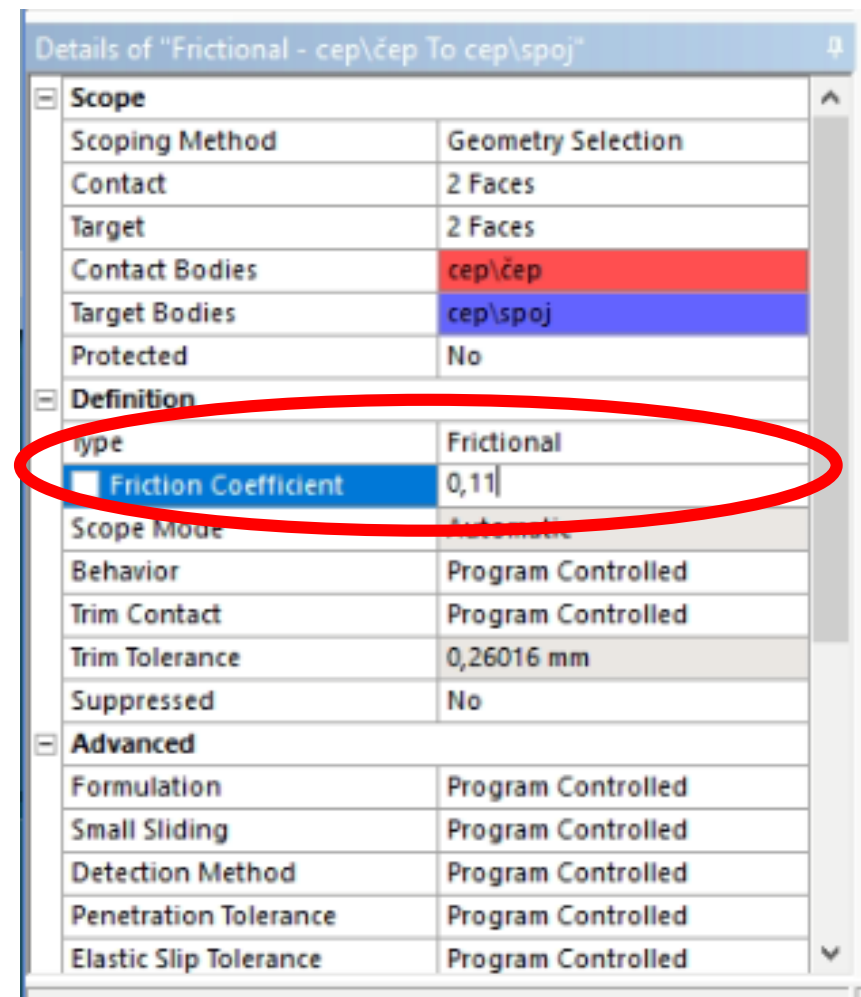 Details of "Frictional - cep\čep To cep\spoj"
Scope
Scoping Method Geometry Selection
Contact 2 Faces
Target 2 Faces
Contact Bodies cep\čep
Target Bodies cep\spoj
Protected No
Definition
Type Frictional
Friction Coefficient 0,11
Scope Mode Automatic
Behavior Program Controlled
Trim Contact Program Controlled
Trim Tolerance 0,26016 mm
Suppressed No
Advanced
Formulation Program Controlled
Small Sliding Program Controlled
Detection Method Program Controlled
Penetration Tolerance Program Controlled
Elastic Slip Tolerance Program Controlled